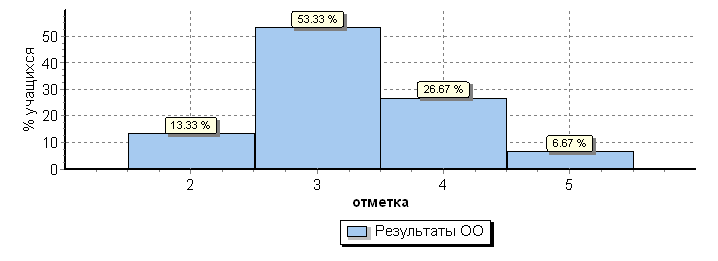 % учащихся
50
40
30
20
10
0
53.33 %
26.67 %
13.33 %
6.67 %
2 3 4 5
отметка
Результаты ОО